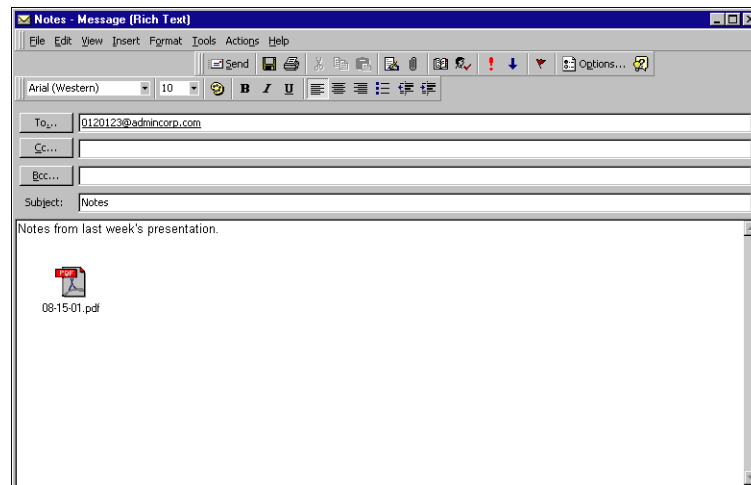 Notes - Message (Rich Text)
File Edit View Insert Format Tools Actions Help
Send Options...
Arial (Western) 10 B I U
To... 0120123@admincorp.com
Cc...
Bcc...
Subject: Notes
Notes from last week's presentation.
PDF
08-15-01.pdf